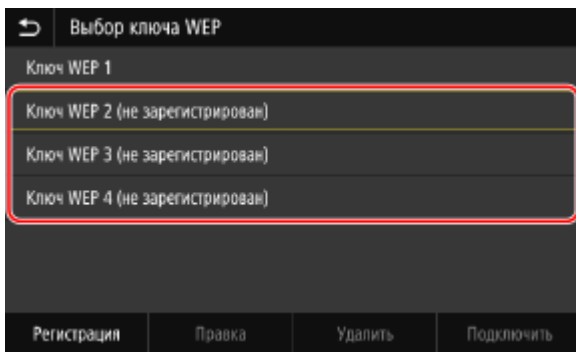 Выбор ключа WEP
Ключ WEP 1
Ключ WEP 2 (не зарегистрирован)
Ключ WEP 3 (не зарегистрирован)
Ключ WEP 4 (не зарегистрирован)
Регистрация Правка Удалить Подключить